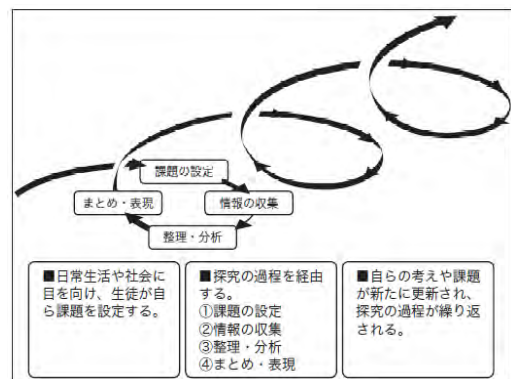 課題の設定
まとめ・表現
情報の収集
整理・分析
■日常生活や社会に
目を向け、生徒が自
ら課題を設定する。
■探究の過程を経由
する。
①課題の設定
②情報の収集
③整理・分析
④まとめ・表現
■自らの考えや課題
が新たに更新され、
探究の過程が繰り返
される。